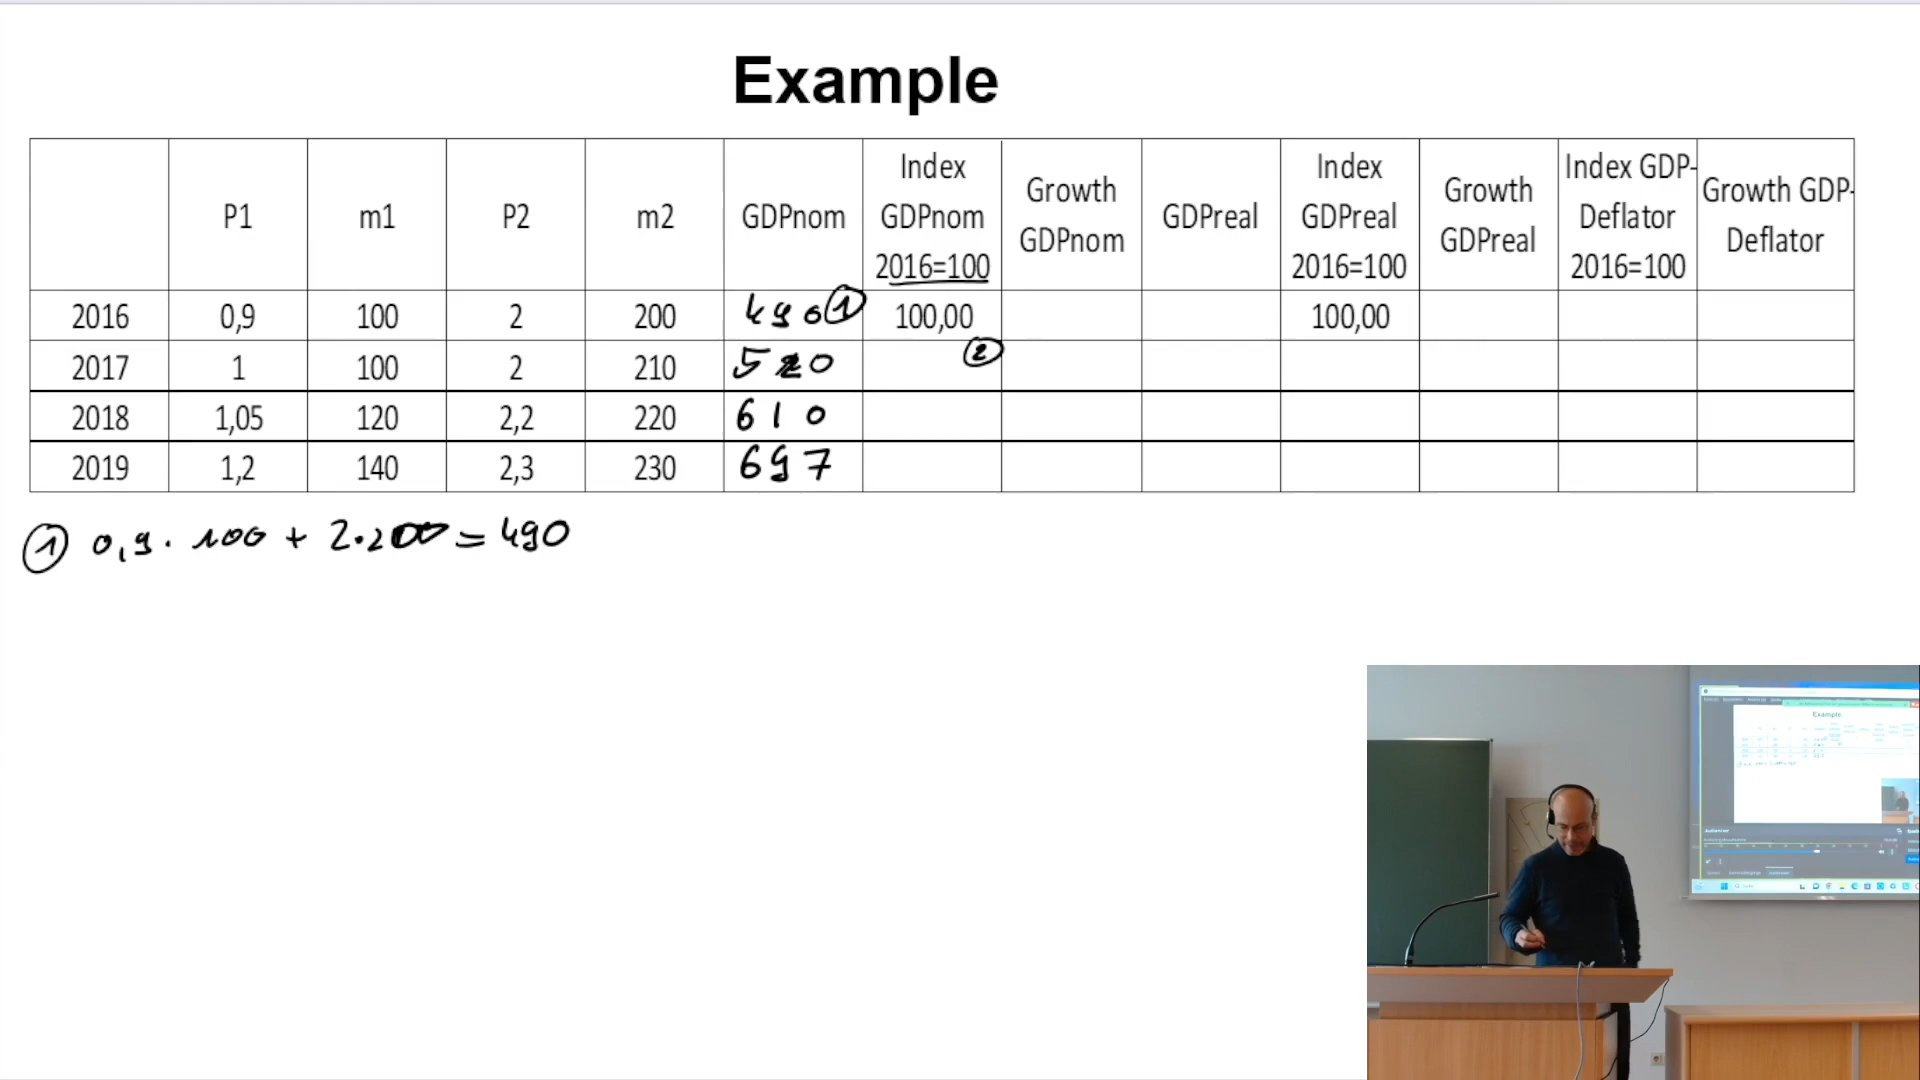 Example
P1 m1 P2 m2 GDPnom Index GDPnom 2016=100 Growth GDPnom GDPreal Index GDPreal 2016=100 Growth GDPreal Index GDP-Deflator 2016=100 Growth GDP-Deflator
2016 0,9 100 2 200 490 ① 100,00 100,00
2017 1 100 2 210 520 ②
2018 1,05 120 2,2 220 610
2019 1,2 140 2,3 230 697
① 0,9 · 100 + 2·200 = 490
Example